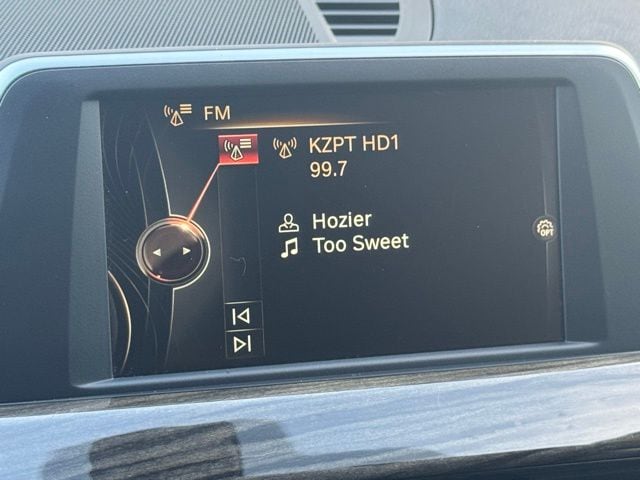 FM
KZPT HD1
99.7
Hozier
Too Sweet
OPT